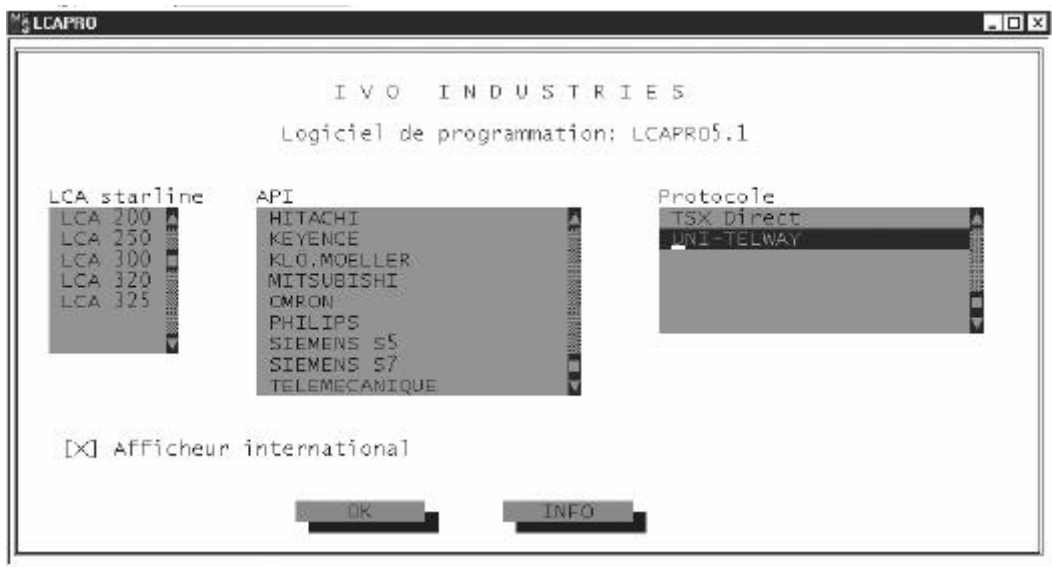 LCAPRO
IVO INDUSTRIES
Logiciel de programmation: LCAPRO5.1
LCA starline
LCA 200
LCA 250
LCA 300
LCA 320
LCA 325
API
HITACHI
KEYENCE
KLO.MOELLER
MITSUBISHI
OMRON
PHILIPS
SIEMENS S5
SIEMENS S7
TELEMECANIQUE
Protocole
TSX Direct
UNI-TELWAY
[X] Afficheur international
OK
INFO